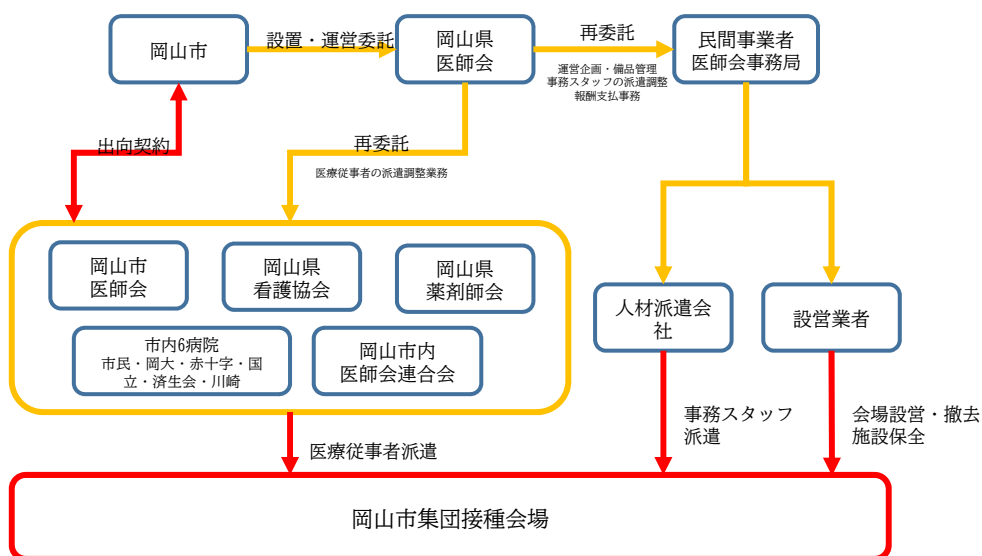 岡山市
設置・運営委託
岡山県
医師会
再委託
運営企画・備品管理
事務スタッフの派遣調整
報酬支払事務
民間事業者
医師会事務局
出向契約
再委託
医療従事者の派遣調整業務
岡山市
医師会
岡山県
看護協会
岡山県
薬剤師会
市内6病院
市民・岡大・赤十字・国
立・済生会・川崎
岡山市内
医師会連合会
人材派遣会
社
設営業者
医療従事者派遣
事務スタッフ
派遣
会場設営・撤去
施設保全
岡山市集団接種会場